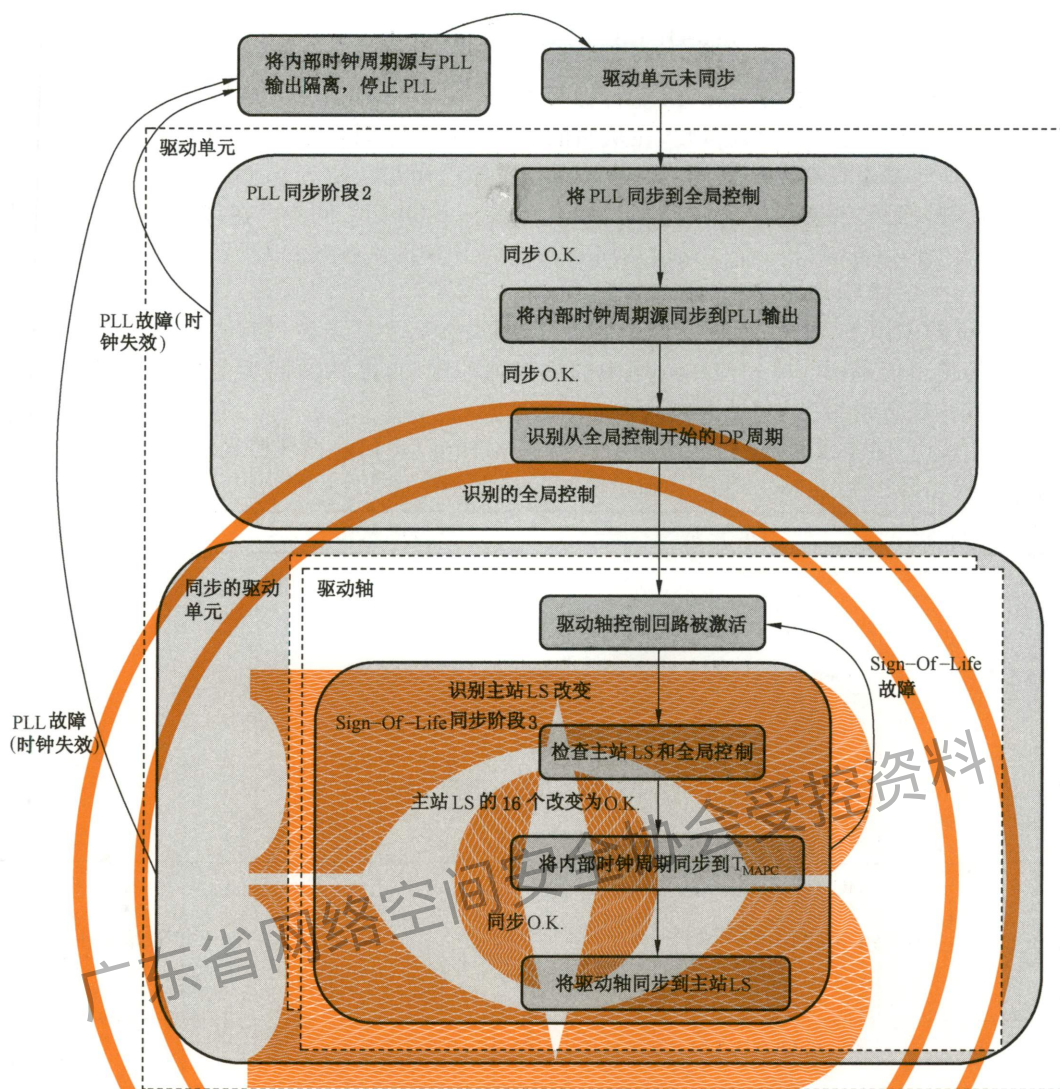 将内部时钟周期源与PLL
输出隔离，停止 PLL
驱动单元未同步
驱动单元
PLL 同步阶段 2
将 PLL 同步到全局控制
同步 O.K.
将内部时钟周期源同步到PLL 输出
PLL 故障(时
钟失效)
同步 O.K.
识别从全局控制开始的 DP 周期
识别的全局控制
同步的驱动
单元
驱动轴
驱动轴控制回路被激活
Sign-Of-Life
故障
识别主站 LS 改变
Sign-Of-Life 同步阶段 3
PLL 故障
(时钟失效)
检查主站 LS 和全局控制
主站 LS 的 16 个改变为 O.K.
将内部时钟周期同步到 T_MAPC
同步 O.K.
将驱动轴同步到主站 LS
广东省网络空间安全协会受控资料